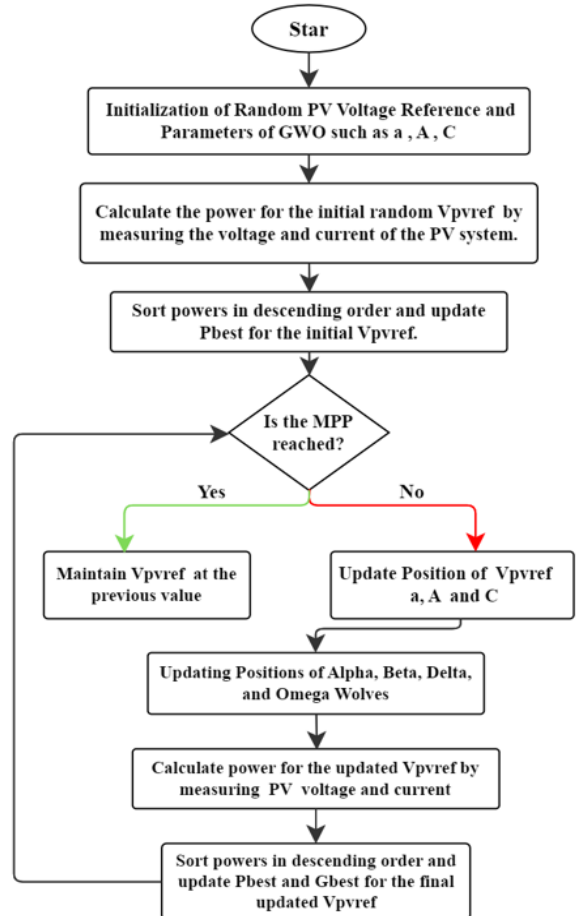 Star
Initialization of Random PV Voltage Reference and
Parameters of GWO such as a , A , C
Calculate the power for the initial random Vpvref by
measuring the voltage and current of the PV system.
Sort powers in descending order and update
Pbest for the initial Vpvref.
Is the MPP
reached?
Yes
No
Maintain Vpvref at the
previous value
Update Position of Vpvref
a, A and C
Updating Positions of Alpha, Beta, Delta,
and Omega Wolves
Calculate power for the updated Vpvref by
measuring PV voltage and current
Sort powers in descending order and
update Pbest and Gbest for the final
updated Vpvref